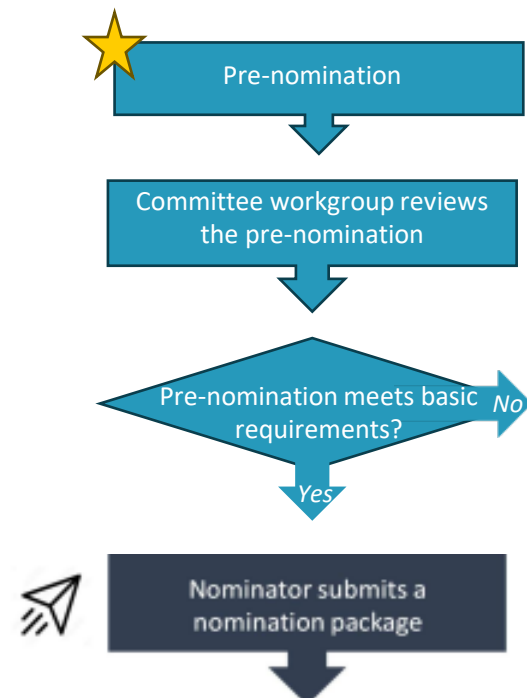 Pre-nomination
Committee workgroup reviews
the pre-nomination
Pre-nomination meets basic
requirements?
No
Yes
Nominator submits a
nomination package